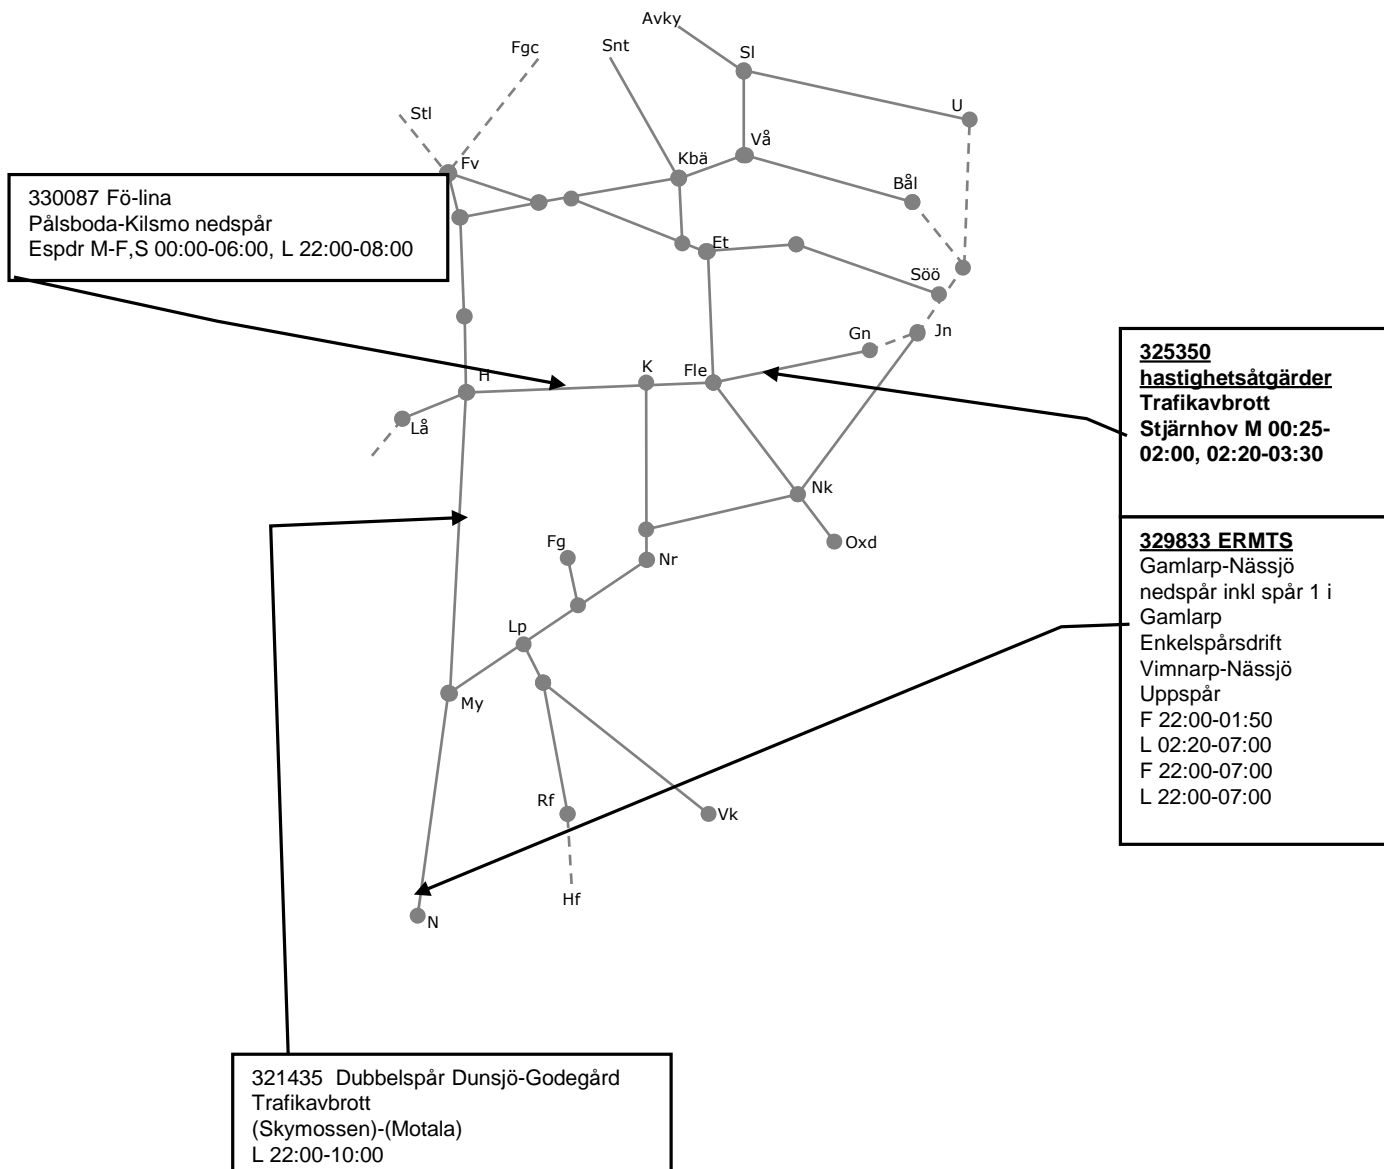 Avky
Fgc
Snt
Sl
Stl
U
Vå
Fv
Kbä
Bål
330087 Fö-lina
Pålsboda-Kilsmo nedspår
Espdr M-F,S 00:00-06:00, L 22:00-08:00
Et
Söö
Gn
Jn
H
K
Fle
Lå
325350
hastighetsåtgärder
Trafikavbrott
Stjärnhov M 00:25-
02:00, 02:20-03:30
Nk
Oxd
Fg
Nr
329833 ERMTS
Gamlarp-Nässjö
nedspår inkl spår 1 i
Gamlarp
Enkelspårsdrift
Vimnarp-Nässjö
Uppspår
F 22:00-01:50
L 02:20-07:00
F 22:00-07:00
L 22:00-07:00
Lp
My
Rf
Vk
Hf
N
321435  Dubbelspår Dunsjö-Godegård
Trafikavbrott
(Skymossen)-(Motala)
L 22:00-10:00